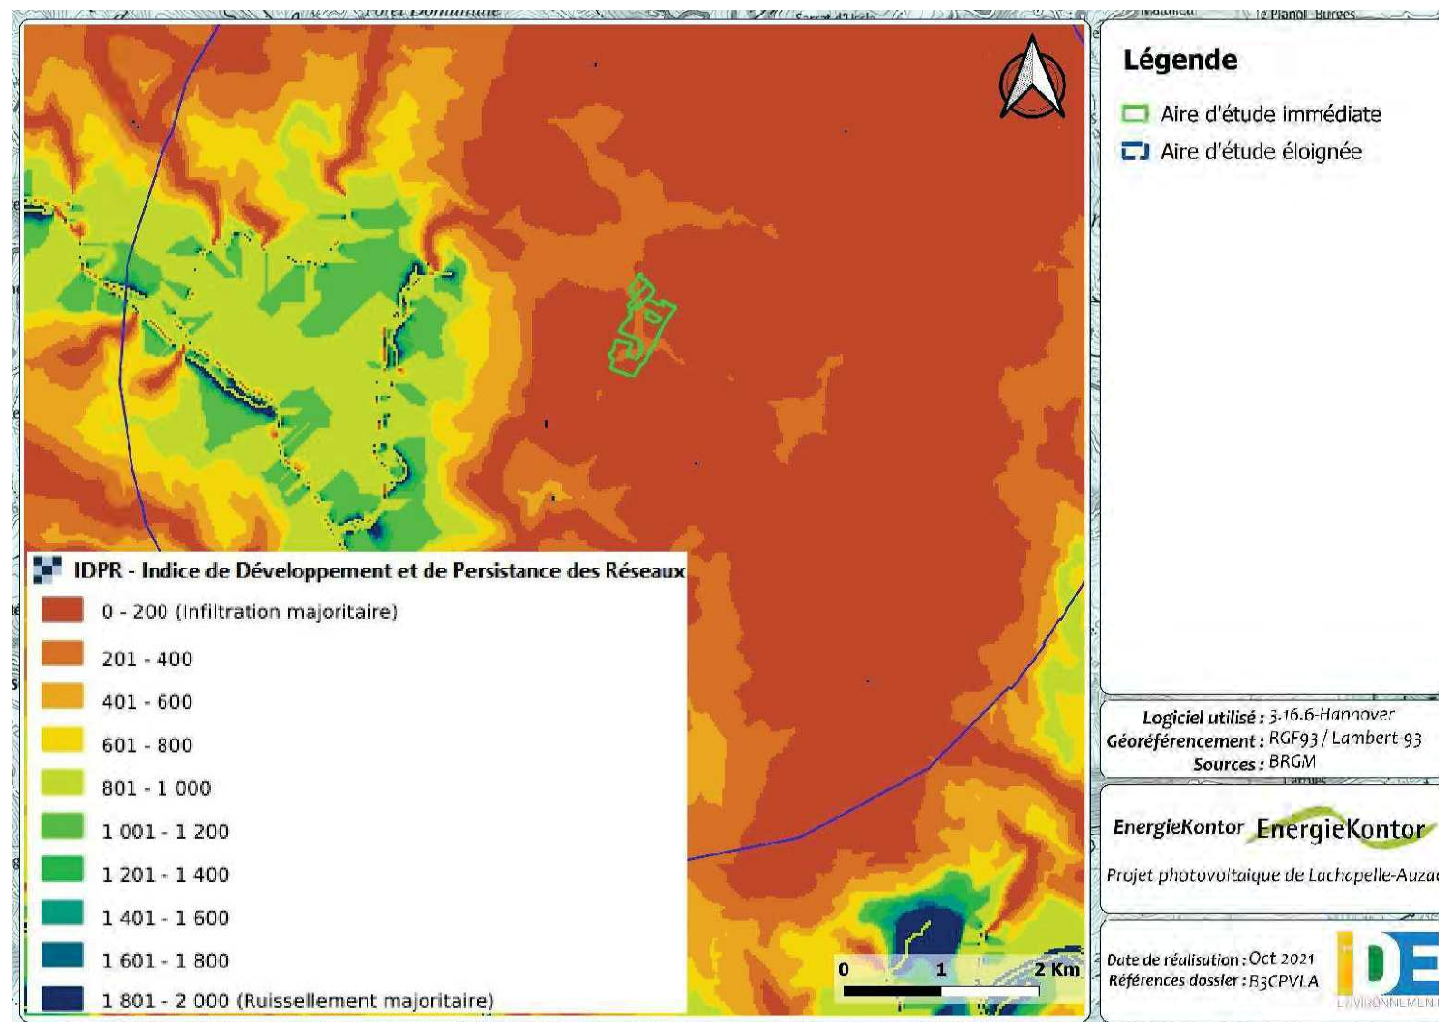 Légende
Aire d'étude immédiate
Aire d'étude éloignée
IDPR - Indice de Développement et de Persistance des Réseaux
0 - 200 (Infiltration majoritaire)
201 - 400
401 - 600
601 - 800
801 - 1 000
1 001 - 1 200
1 201 - 1 400
1 401 - 1 600
1 601 - 1 800
1 801 - 2 000 (Ruissellement majoritaire)
0 1 2 Km
Logiciel utilisé : 3.16.6-Hannover
Géoréférencement : RGF93 / Lambert-93
Sources : BRGM
EnergieKontor EnergieKontor
Projet photovoltaïque de Lachapelle-Auzac
Date de réalisation : Oct 2021
Références dossier : B3CPVLA
IDE
ENVIRONNEMENT